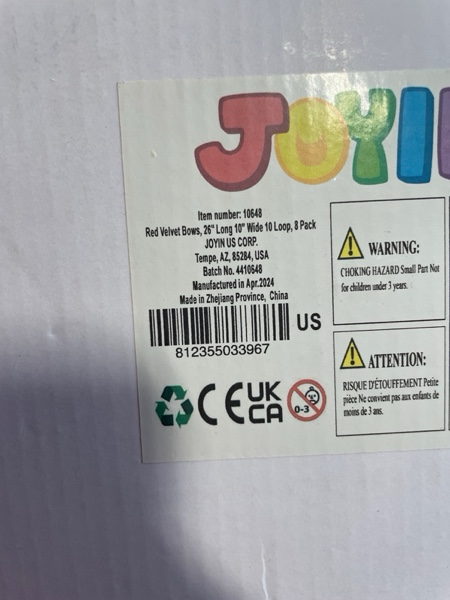 JOYI
Item number: 10648
Red Velvet Bows, 26" Long 10" Wide 10 Loop, 8 Pack
JOYIN US CORP.
Tempe, AZ, 85284, USA
Batch No. 4410648
Manufactured in Apr.2024
Made in Zhejiang Province, China
US
812355033967
CE UK
CA
0-3
WARNING:
CHOKING HAZARD Small Part Not
for children under 3 years.
ATTENTION:
RISQUE D'ÉTOUFFEMENT Petite
pièce Ne convient pas aux enfants de
moins de 3 ans.